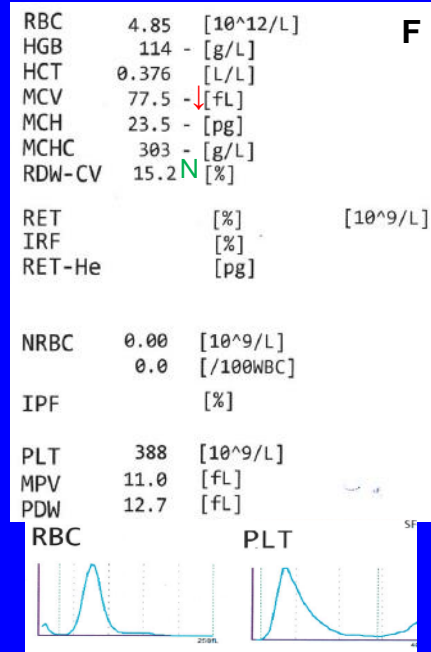 F
RBC 4.85 [10^12/L]
HGB 114 - [g/L]
HCT 0.376 [L/L]
MCV 77.5 - ↓ [fL]
MCH 23.5 - [pg]
MCHC 303 - [g/L]
RDW-CV 15.2 N [%]
RET [%] [10^9/L]
IRF [%]
RET-He [pg]
NRBC 0.00 [10^9/L]
0.0 [/100WBC]
IPF [%]
PLT 388 [10^9/L]
MPV 11.0 [fL]
PDW 12.7 [fL]
SF
RBC PLT
250fL